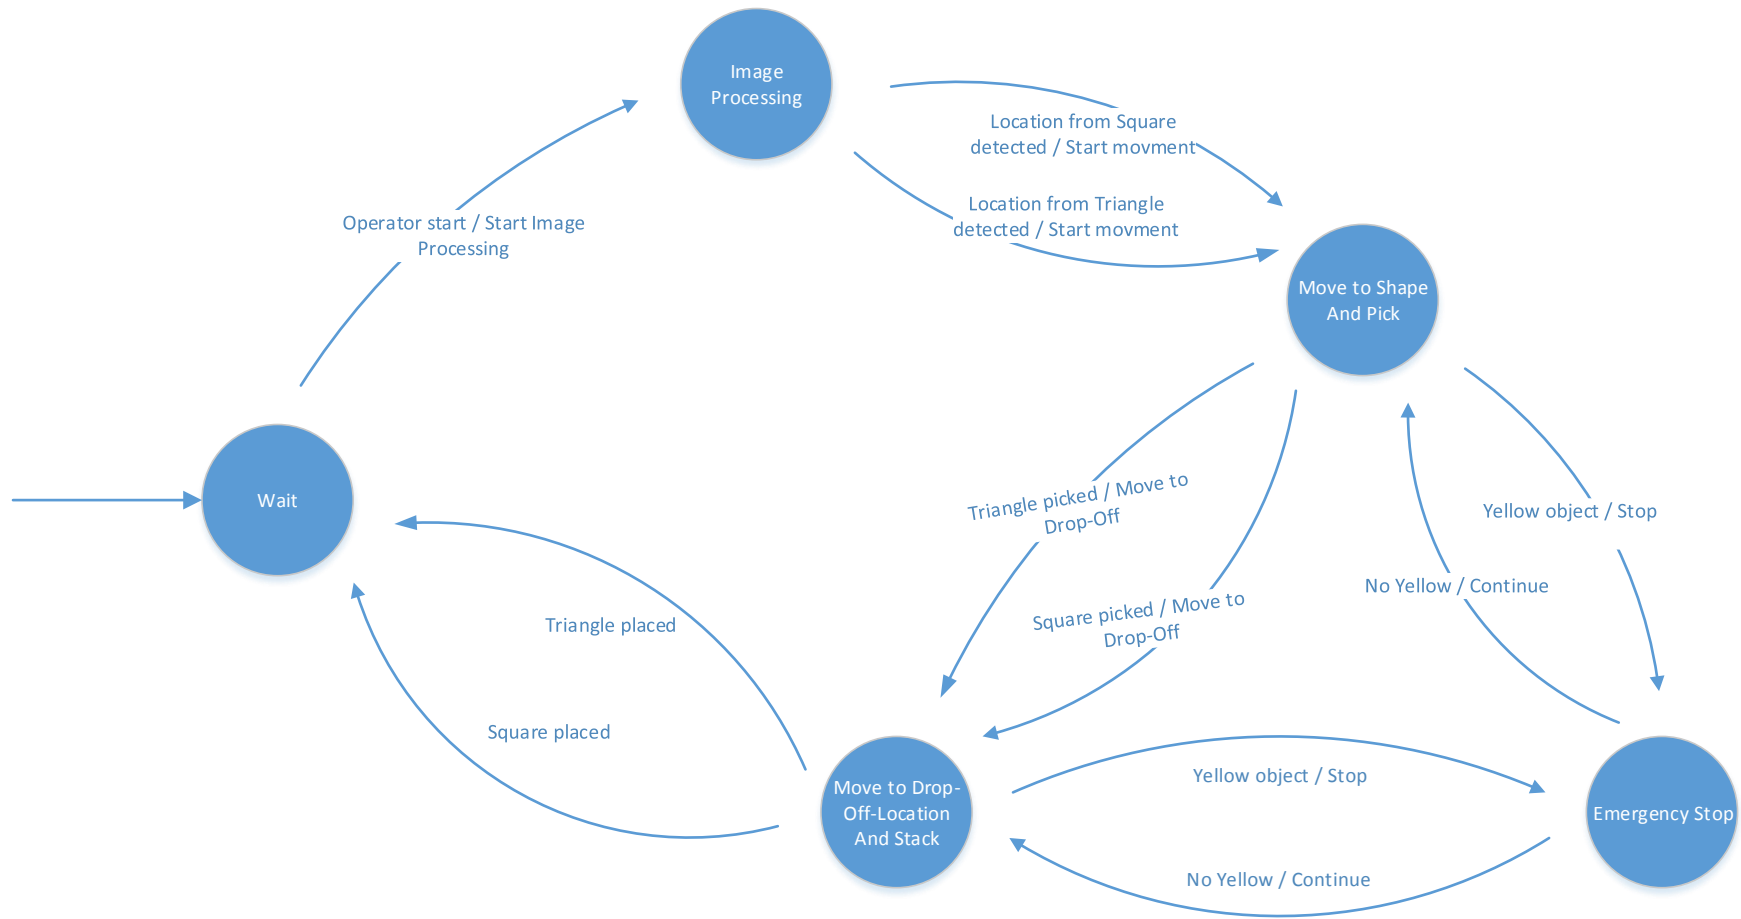 Image
Processing
Location from Square
detected / Start movment
Location from Triangle
detected / Start movment
Operator start / Start Image
Processing
Move to Shape
And Pick
Wait
Triangle picked / Move to
Drop-Off
Yellow object / Stop
No Yellow / Continue
Square picked / Move to
Drop-Off
Triangle placed
Square placed
Move to Drop-
Off-Location
And Stack
Yellow object / Stop
Emergency Stop
No Yellow / Continue